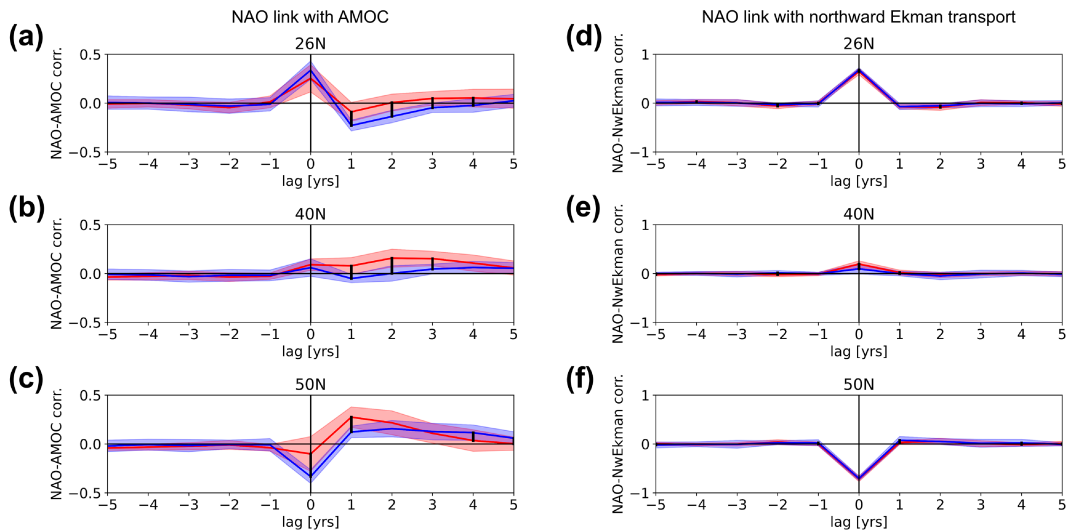 NAO link with AMOC
(a)
26N
NAO-AMOC corr.
0.5
0.0
−0.5
−5 −4 −3 −2 −1 0 1 2 3 4 5
lag [yrs]
(b)
40N
NAO-AMOC corr.
0.5
0.0
−0.5
−5 −4 −3 −2 −1 0 1 2 3 4 5
lag [yrs]
(c)
50N
NAO-AMOC corr.
0.5
0.0
−0.5
−5 −4 −3 −2 −1 0 1 2 3 4 5
lag [yrs]
NAO link with northward Ekman transport
(d)
26N
NAO-NwEkman corr.
1
0
−1
−5 −4 −3 −2 −1 0 1 2 3 4 5
lag [yrs]
(e)
40N
NAO-NwEkman corr.
1
0
−1
−5 −4 −3 −2 −1 0 1 2 3 4 5
lag [yrs]
(f)
50N
NAO-NwEkman corr.
1
0
−1
−5 −4 −3 −2 −1 0 1 2 3 4 5
lag [yrs]